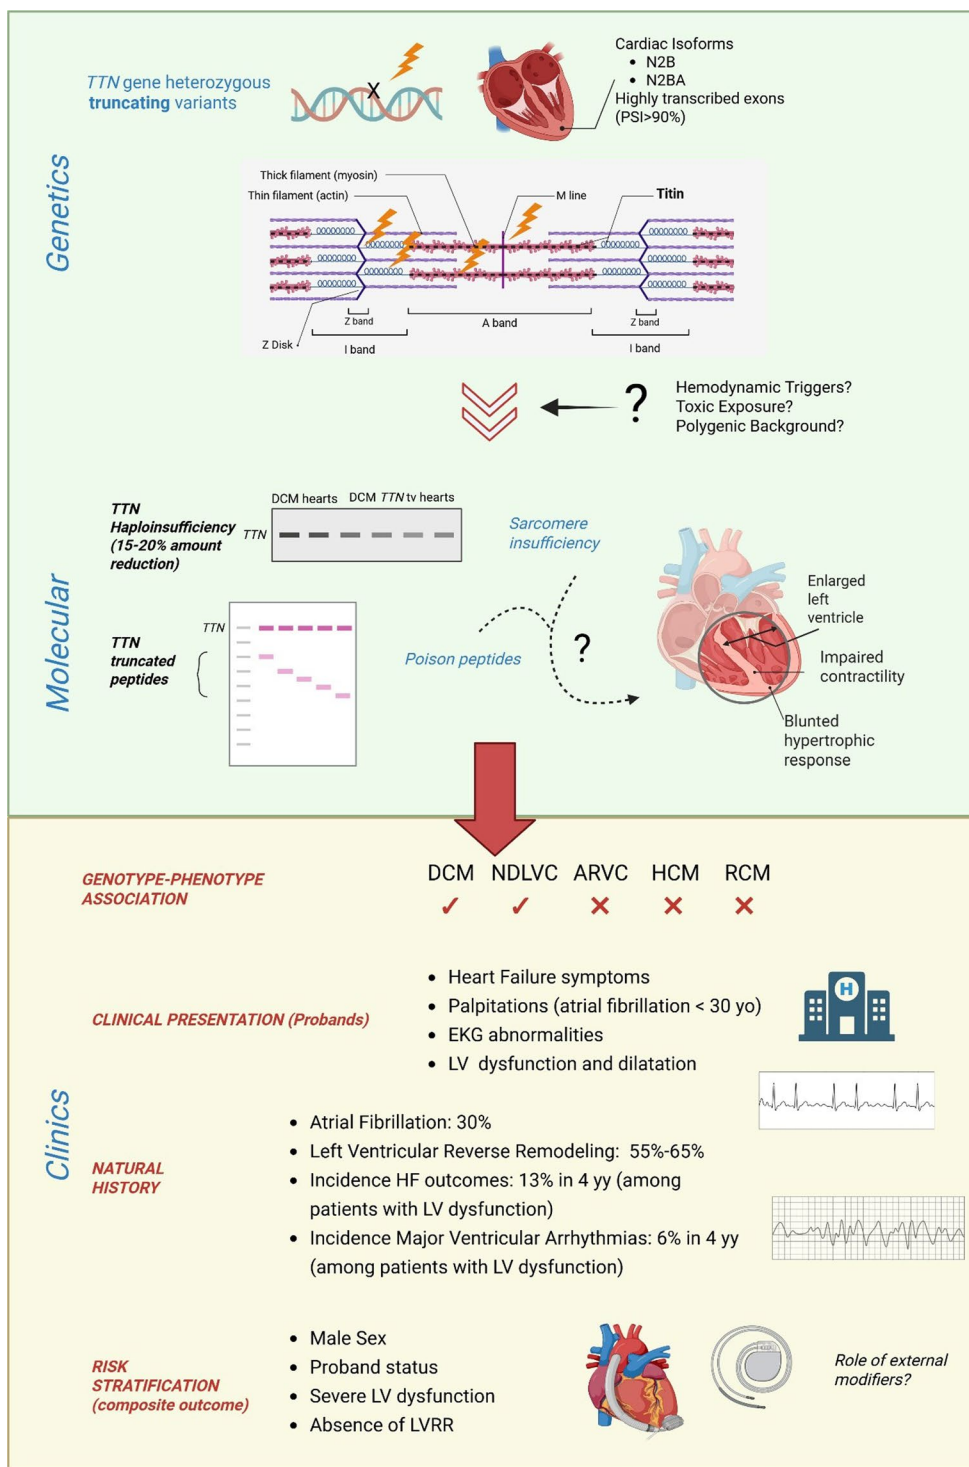 Genetics
TTN gene heterozygous
truncating variants
X
Cardiac Isoforms
• N2B
• N2BA
Highly transcribed exons
(PSI>90%)
Thick filament (myosin)
Thin filament (actin)
M line
Titin
Z band
A band
Z band
Z Disk
I band
I band
?
Hemodynamic Triggers?
Toxic Exposure?
Polygenic Background?
Molecular
TTN
Haploinsufficiency
(15-20% amount
reduction)
DCM hearts
DCM TTN tv hearts
TTN
TTN
truncated
peptides
TTN
Sarcomere
insufficiency
Poison peptides
?
Enlarged
left
ventricle
Impaired
contractility
Blunted
hypertrophic
response
Clinics
GENOTYPE-PHENOTYPE
ASSOCIATION
DCM NDLVC ARVC HCM RCM
✓ ✓ ✕ ✕ ✕
CLINICAL PRESENTATION (Probands)
• Heart Failure symptoms
• Palpitations (atrial fibrillation < 30 yo)
• EKG abnormalities
• LV dysfunction and dilatation
H
NATURAL
HISTORY
• Atrial Fibrillation: 30%
• Left Ventricular Reverse Remodeling: 55%-65%
• Incidence HF outcomes: 13% in 4 yy (among
patients with LV dysfunction)
• Incidence Major Ventricular Arrhythmias: 6% in 4 yy
(among patients with LV dysfunction)
RISK
STRATIFICATION
(composite outcome)
• Male Sex
• Proband status
• Severe LV dysfunction
• Absence of LVRR
Role of external
modifiers?